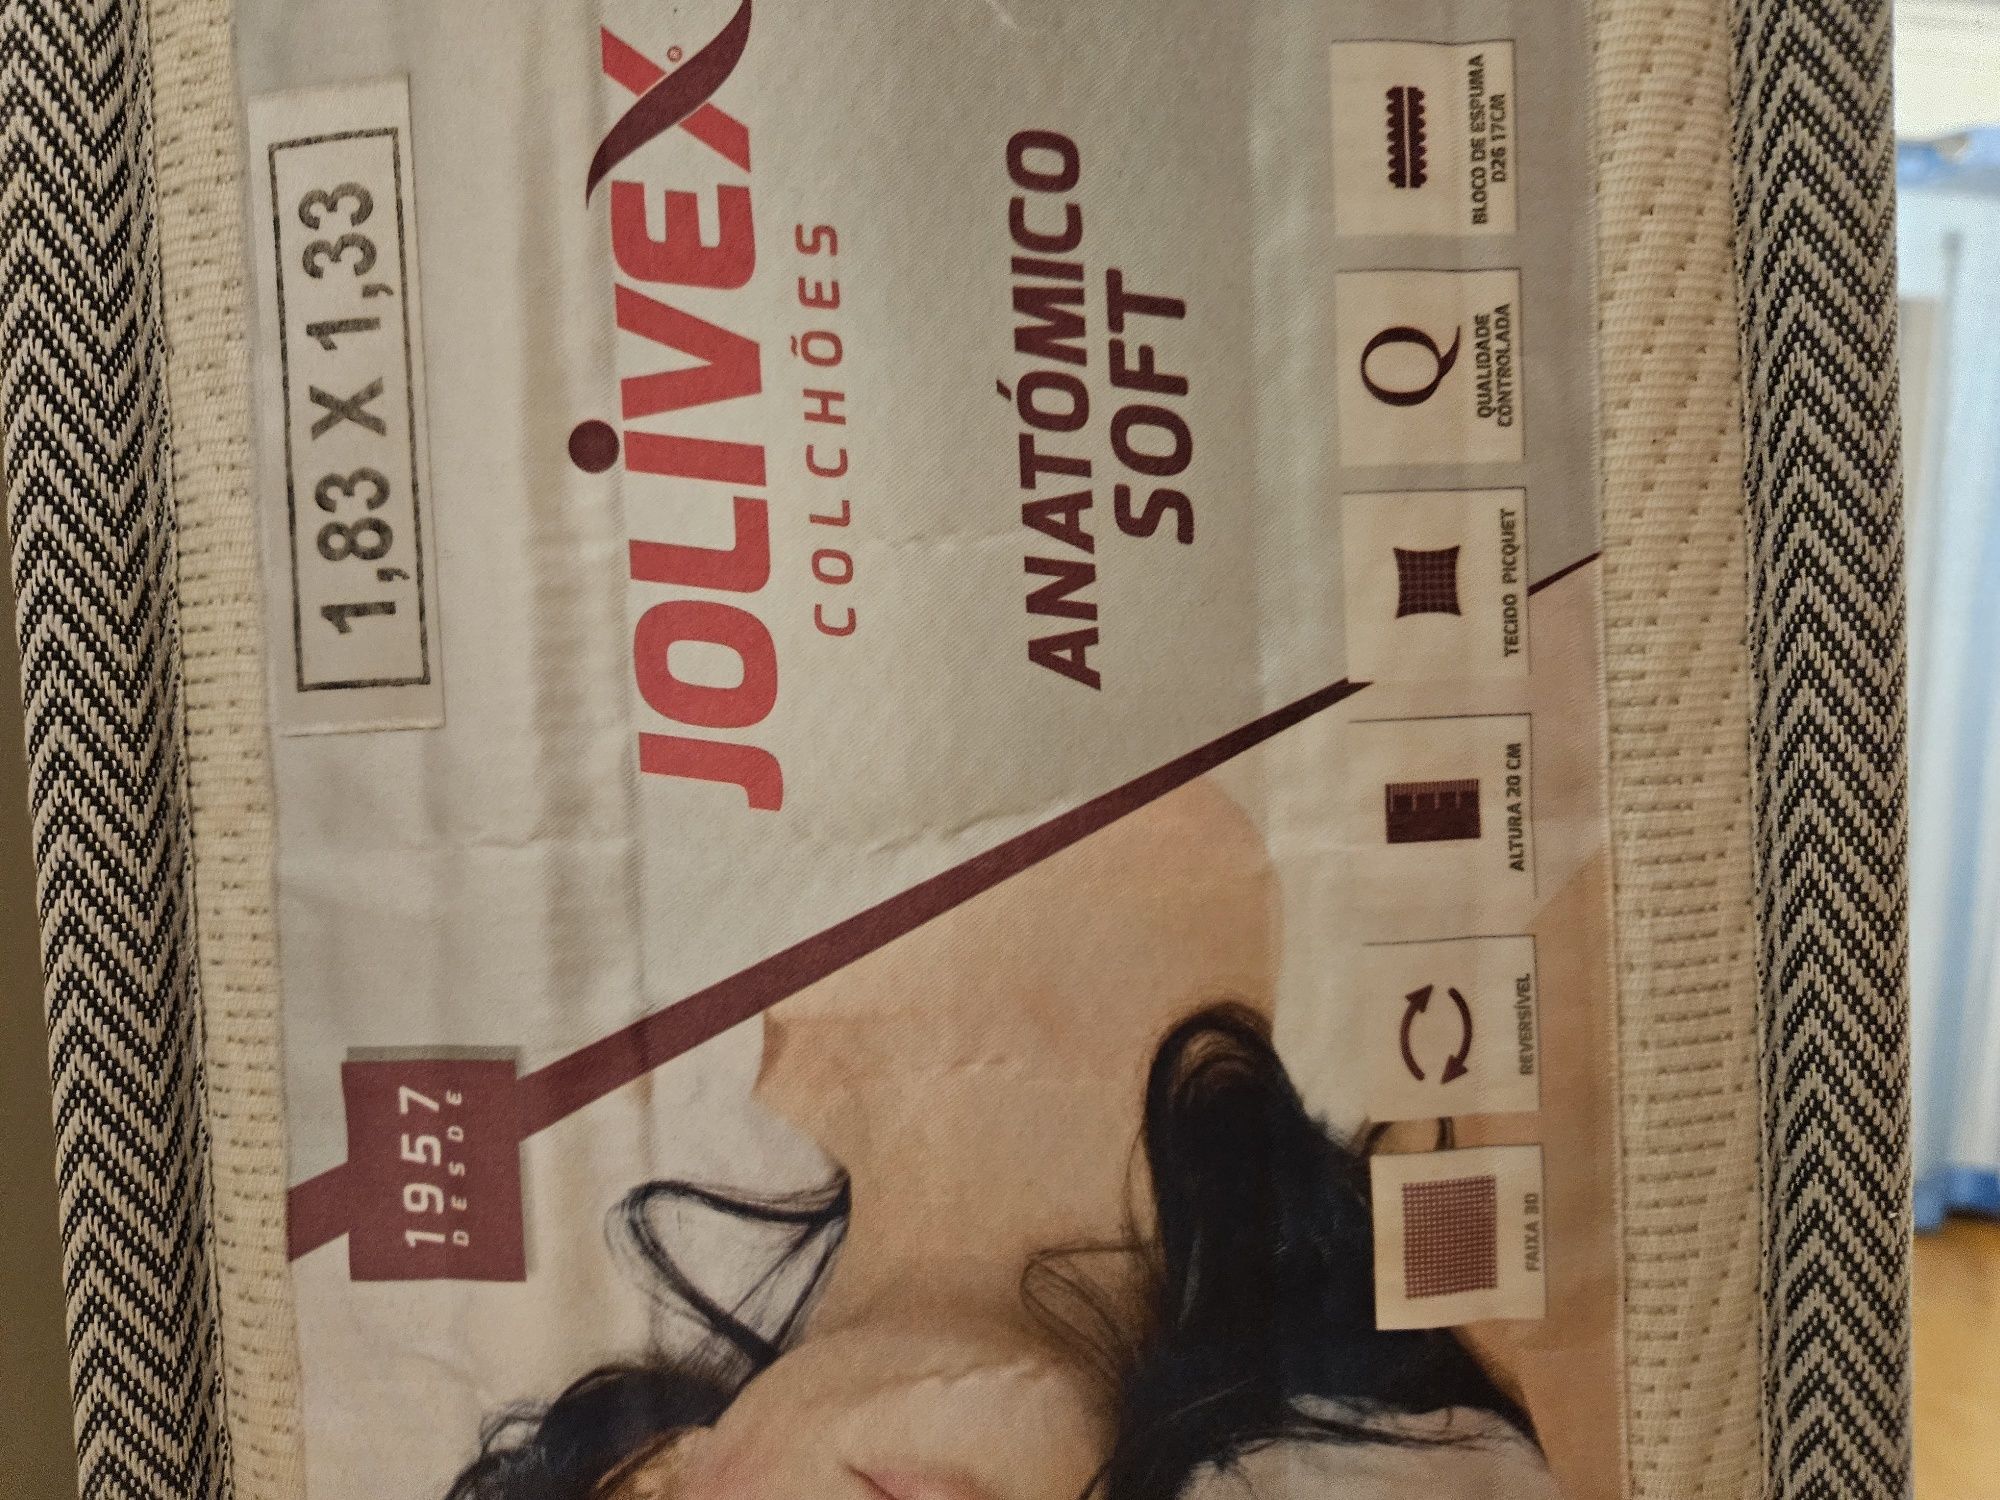 1,83 X 1,33
JOLIVEX®
COLCHÕES
ANATÓMICO
SOFT
1957
DESDE
FAIXA 3D
REVERSÍVEL
ALTURA 20 CM
TECIDO PICQUET
QUALIDADE
CONTROLADA
BLOCO DE ESPUMA
D26 17CM